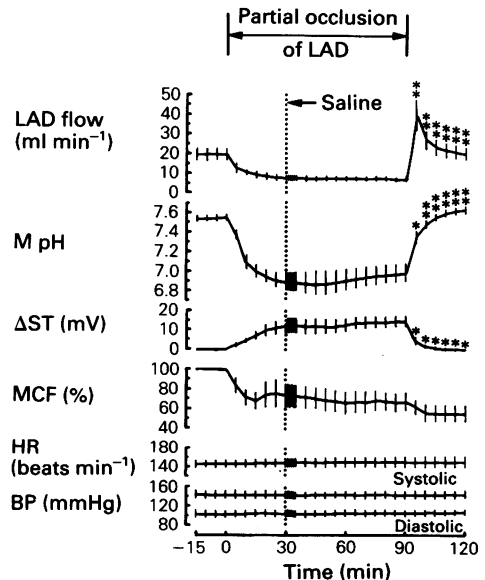 Partial occlusion
of LAD
Saline
LAD flow
(ml min⁻¹)
50
40
30
20
10
0
**
**
**
**
**
**
M pH
7.6
7.4
7.2
7.0
6.8
*
**
**
**
**
**
ΔST (mV)
20
10
0
*
*
*
*
*
*
MCF (%)
100
80
60
40
HR
(beats min⁻¹)
180
140
Systolic
BP (mmHg)
160
120
80
Diastolic
−15 0 30 60 90 120
Time (min)